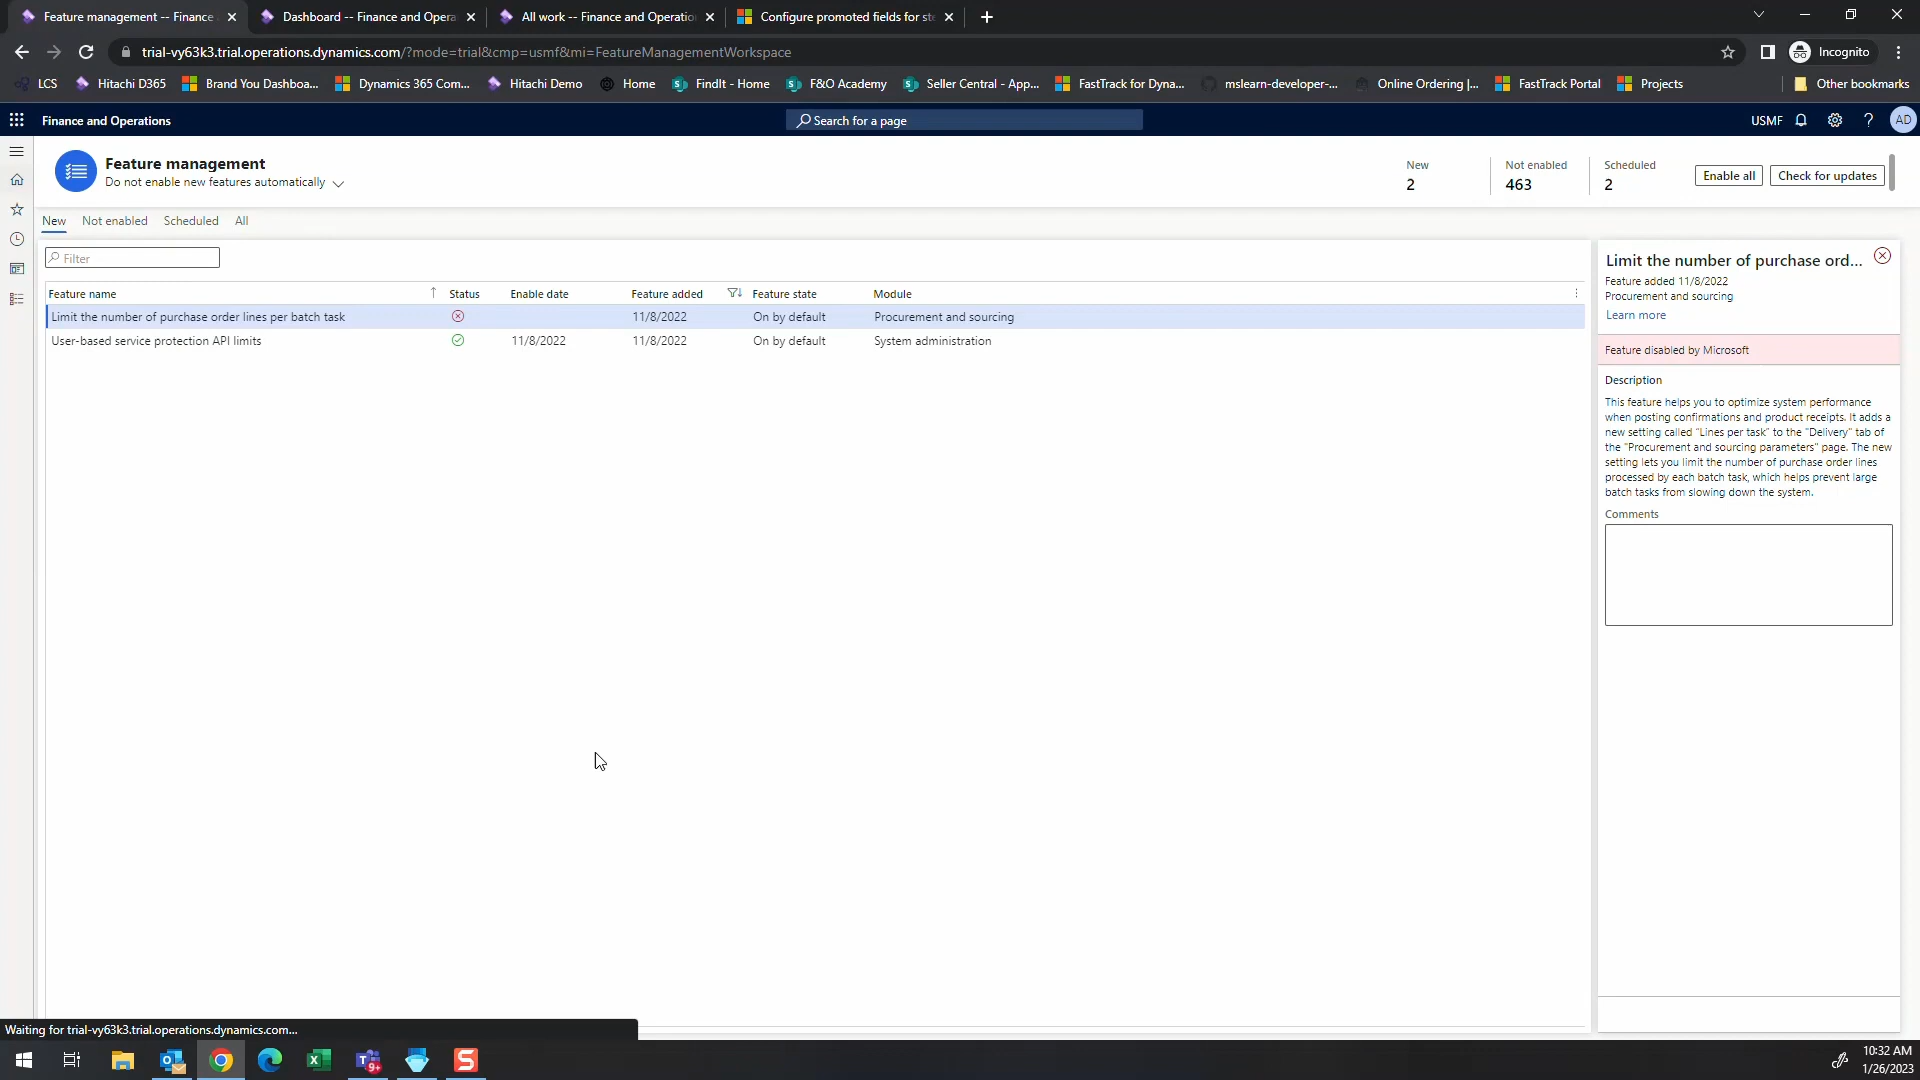 Feature management -- Finance
Dashboard -- Finance and Opera
All work -- Finance and Operatio
Configure promoted fields for st
trial-vy63k3.trial.operations.dynamics.com/?mode=trial&cmp=usmf&mi=FeatureManagementWorkspace
Incognito
LCS
Hitachi D365
Brand You Dashboa...
Dynamics 365 Com...
Hitachi Demo
Home
FindIt - Home
F&O Academy
Seller Central - App...
FastTrack for Dyna...
mslearn-developer-...
Online Ordering |...
FastTrack Portal
Projects
Other bookmarks
Finance and Operations
Search for a page
USMF
?
AD
Feature management
Do not enable new features automatically
New
2
Not enabled
463
Scheduled
2
Enable all
Check for updates
New Not enabled Scheduled All
Filter
Feature name Status Enable date Feature added Feature state Module
Limit the number of purchase order lines per batch task 11/8/2022 On by default Procurement and sourcing
User-based service protection API limits 11/8/2022 11/8/2022 On by default System administration
Limit the number of purchase ord...
Feature added 11/8/2022
Procurement and sourcing
Learn more
Feature disabled by Microsoft
Description
This feature helps you to optimize system performance
when posting confirmations and product receipts. It adds a
new setting called "Lines per task" to the "Delivery" tab of
the "Procurement and sourcing parameters" page. The new
setting lets you limit the number of purchase order lines
processed by each batch task, which helps prevent large
batch tasks from slowing down the system.
Comments
Waiting for trial-vy63k3.trial.operations.dynamics.com...
9+
10:32 AM
1/26/2023